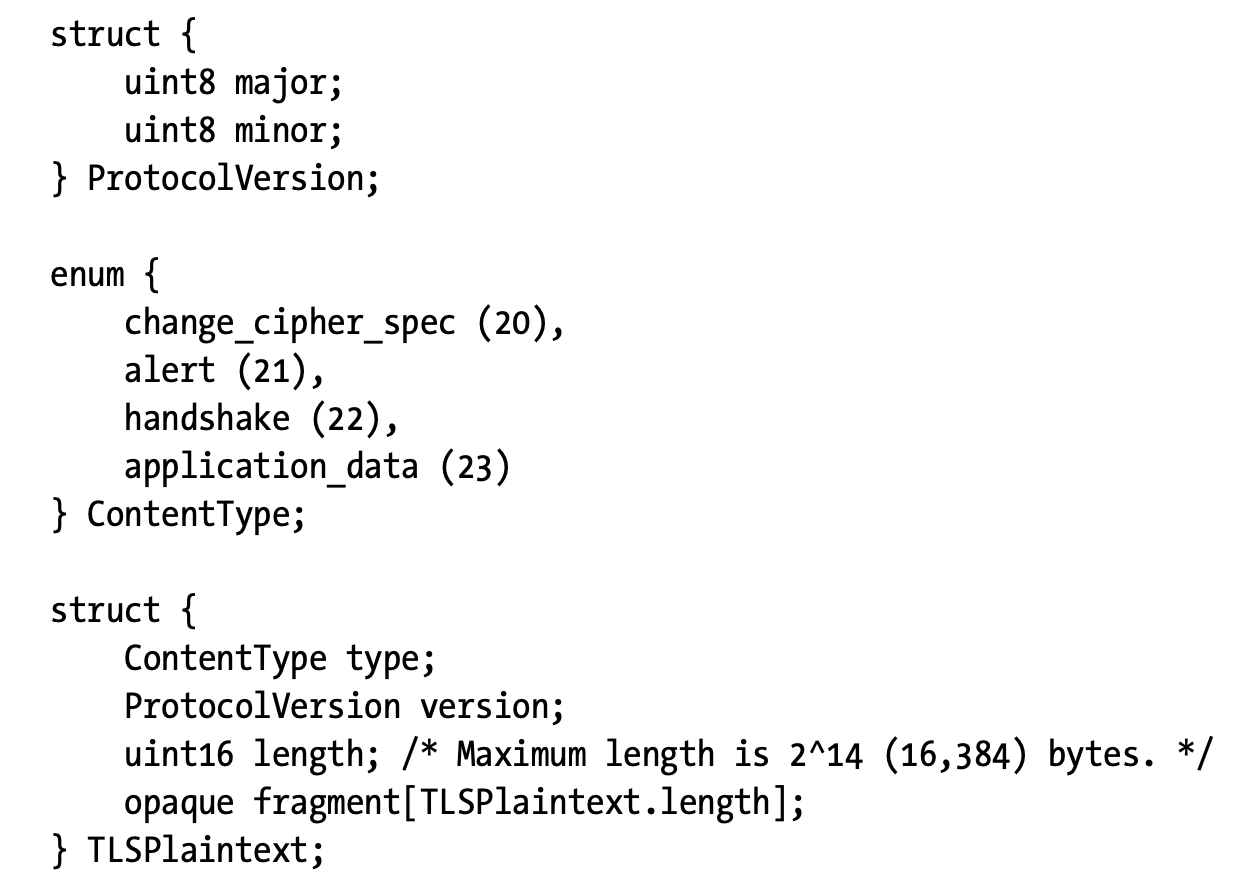 struct {
    uint8 major;
    uint8 minor;
} ProtocolVersion;

enum {
    change_cipher_spec (20),
    alert (21),
    handshake (22),
    application_data (23)
} ContentType;

struct {
    ContentType type;
    ProtocolVersion version;
    uint16 length; /* Maximum length is 2^14 (16,384) bytes. */
    opaque fragment[TLSPlaintext.length];
} TLSPlaintext;